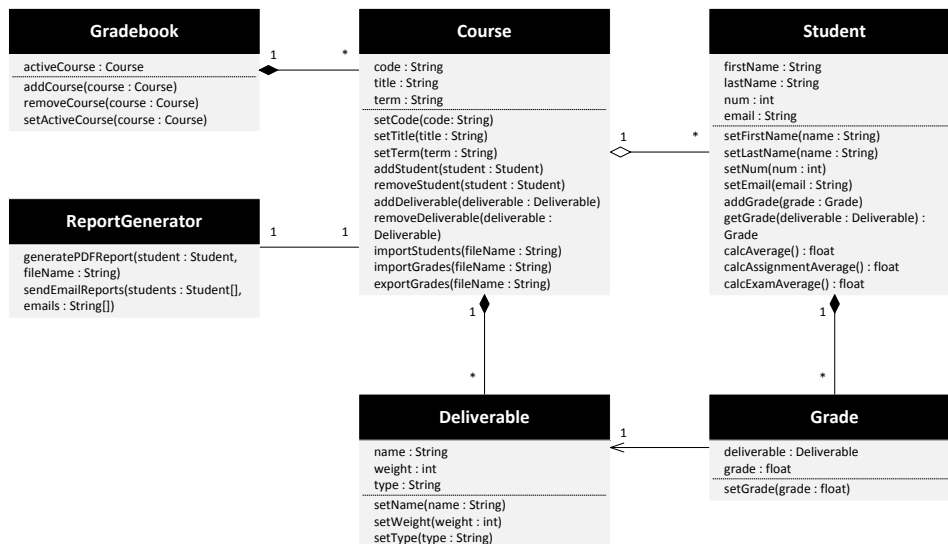 Gradebook
activeCourse : Course
addCourse(course : Course)
removeCourse(course : Course)
setActiveCourse(course : Course)
1
*
Course
code : String
title : String
term : String
setCode(code: String)
setTitle(title : String)
setTerm(term : String)
addStudent(student : Student)
removeStudent(student : Student)
addDeliverable(deliverable : Deliverable)
removeDeliverable(deliverable :
Deliverable)
importStudents(fileName : String)
importGrades(fileName : String)
exportGrades(fileName : String)
1
*
Student
firstName : String
lastName : String
num : int
email : String
setFirstName(name : String)
setLastName(name : String)
setNum(num : int)
setEmail(email : String)
addGrade(grade : Grade)
getGrade(deliverable : Deliverable) :
Grade
calcAverage() : float
calcAssignmentAverage() : float
calcExamAverage() : float
ReportGenerator
generatePDFReport(student : Student,
fileName : String)
sendEmailReports(students : Student[],
emails : String[])
1
1
1
*
1
*
Deliverable
name : String
weight : int
type : String
setName(name : String)
setWeight(weight : int)
setType(type : String)
1
Grade
deliverable : Deliverable
grade : float
setGrade(grade : float)